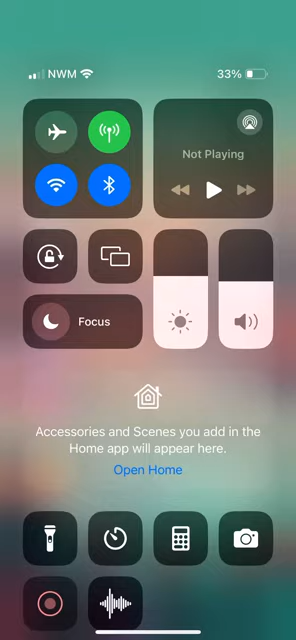 NWM
33%
Not Playing
Focus
Accessories and Scenes you add in the
Home app will appear here.
Open Home